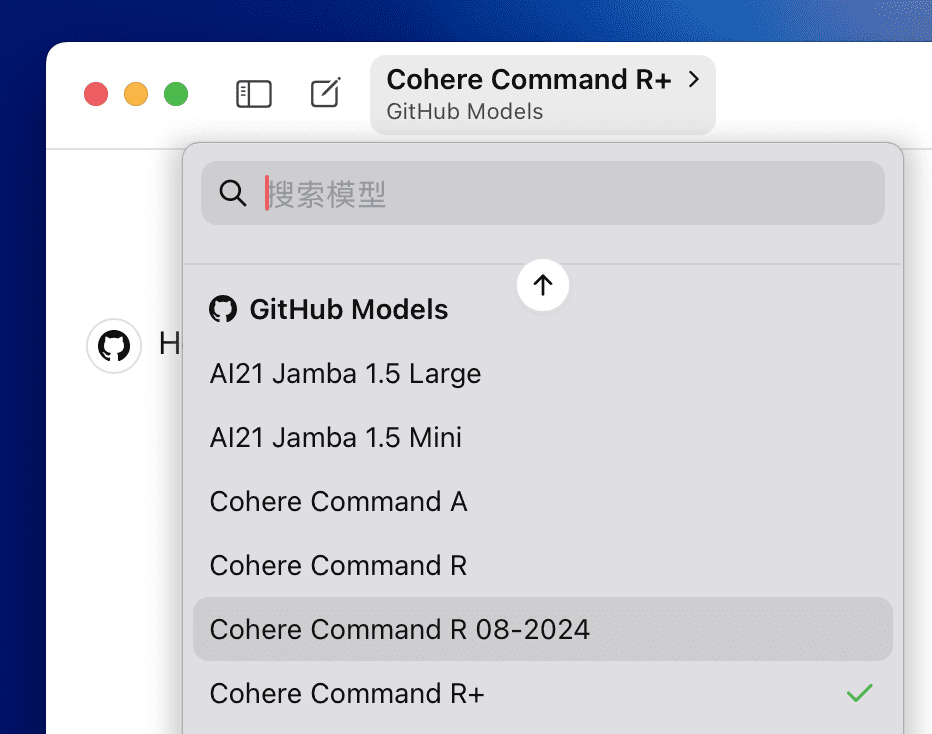 Cohere Command R+
GitHub Models
搜索模型
GitHub Models
H
AI21 Jamba 1.5 Large
AI21 Jamba 1.5 Mini
Cohere Command A
Cohere Command R
Cohere Command R 08-2024
Cohere Command R+